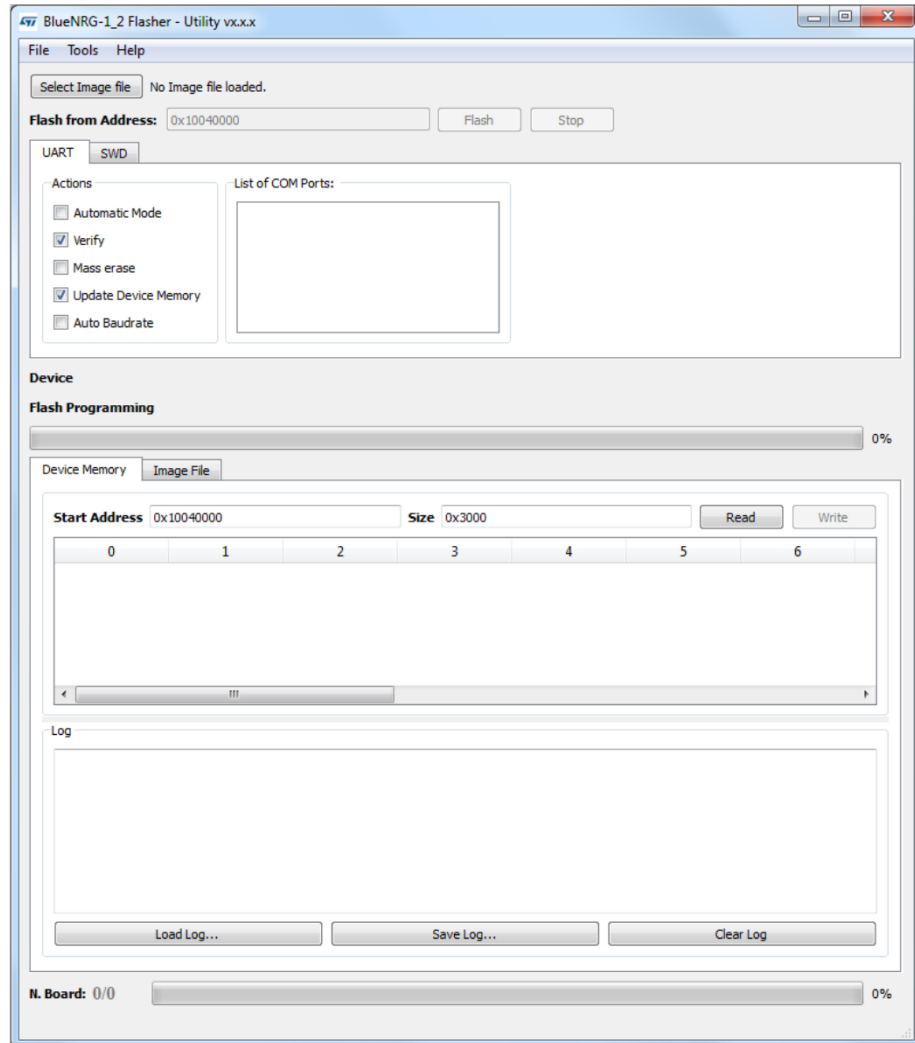 BlueNRG-1_2 Flasher - Utility vx.x.x
File Tools Help
Select Image file No Image file loaded.
Flash from Address: 0x10040000 Flash Stop
UART SWD
Actions List of COM Ports:
Automatic Mode
Verify
Mass erase
Update Device Memory
Auto Baudrate
Device
Flash Programming
0%
Device Memory Image File
Start Address 0x10040000 Size 0x3000 Read Write
0 1 2 3 4 5 6
Log
Load Log... Save Log... Clear Log
N. Board: 0/0 0%